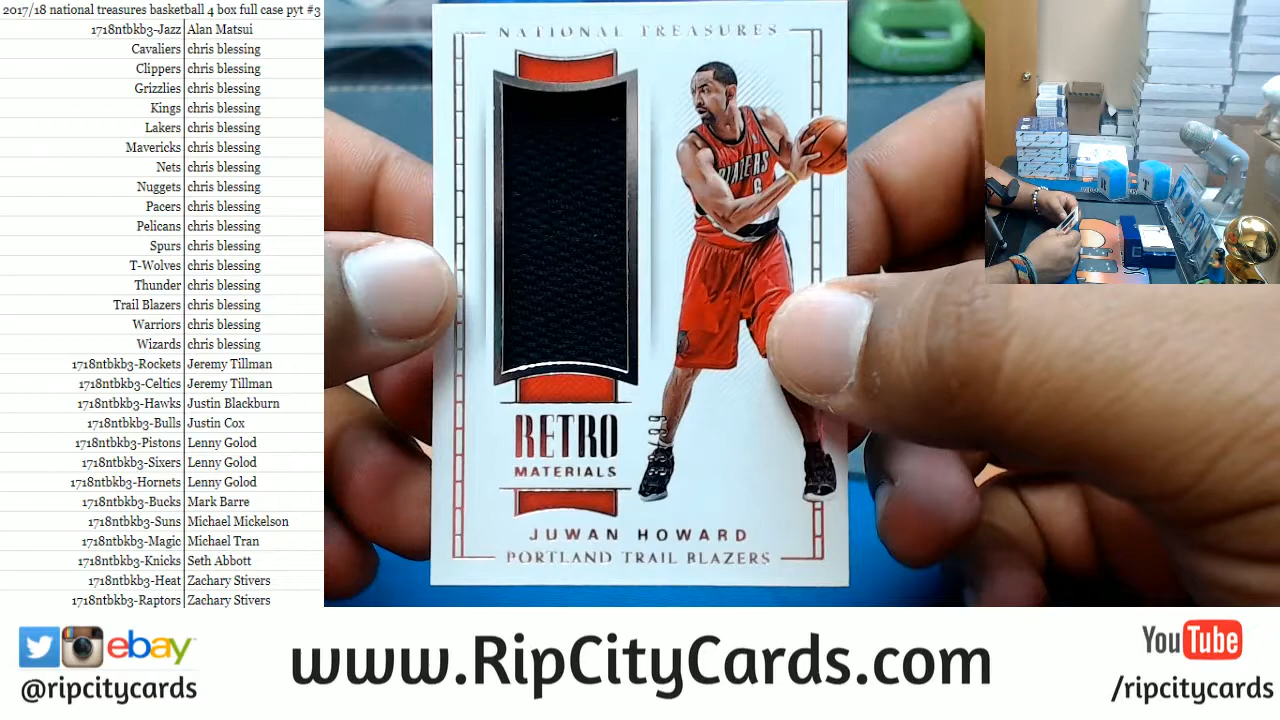 2017/18 national treasures basketball 4 box full case pyt #3
1718ntbkb3-Jazz Alan Matsui
Cavaliers chris blessing
Clippers chris blessing
Grizzlies chris blessing
Kings chris blessing
Lakers chris blessing
Mavericks chris blessing
Nets chris blessing
Nuggets chris blessing
Pacers chris blessing
Pelicans chris blessing
Spurs chris blessing
T-Wolves chris blessing
Thunder chris blessing
Trail Blazers chris blessing
Warriors chris blessing
Wizards chris blessing
1718ntbkb3-Rockets Jeremy Tillman
1718ntbkb3-Celtics Jeremy Tillman
1718ntbkb3-Hawks Justin Blackburn
1718ntbkb3-Bulls Justin Cox
1718ntbkb3-Pistons Lenny Golod
1718ntbkb3-Sixers Lenny Golod
1718ntbkb3-Hornets Lenny Golod
1718ntbkb3-Bucks Mark Barre
1718ntbkb3-Suns Michael Mickelson
1718ntbkb3-Magic Michael Tran
1718ntbkb3-Knicks Seth Abbott
1718ntbkb3-Heat Zachary Stivers
1718ntbkb3-Raptors Zachary Stivers
NATIONAL TREASURES
BLAZERS
6
RETRO
MATERIALS
JUWAN HOWARD
PORTLAND TRAIL BLAZERS
ebay
@ripcitycards
www.RipCityCards.com
YouTube
/ripcitycards